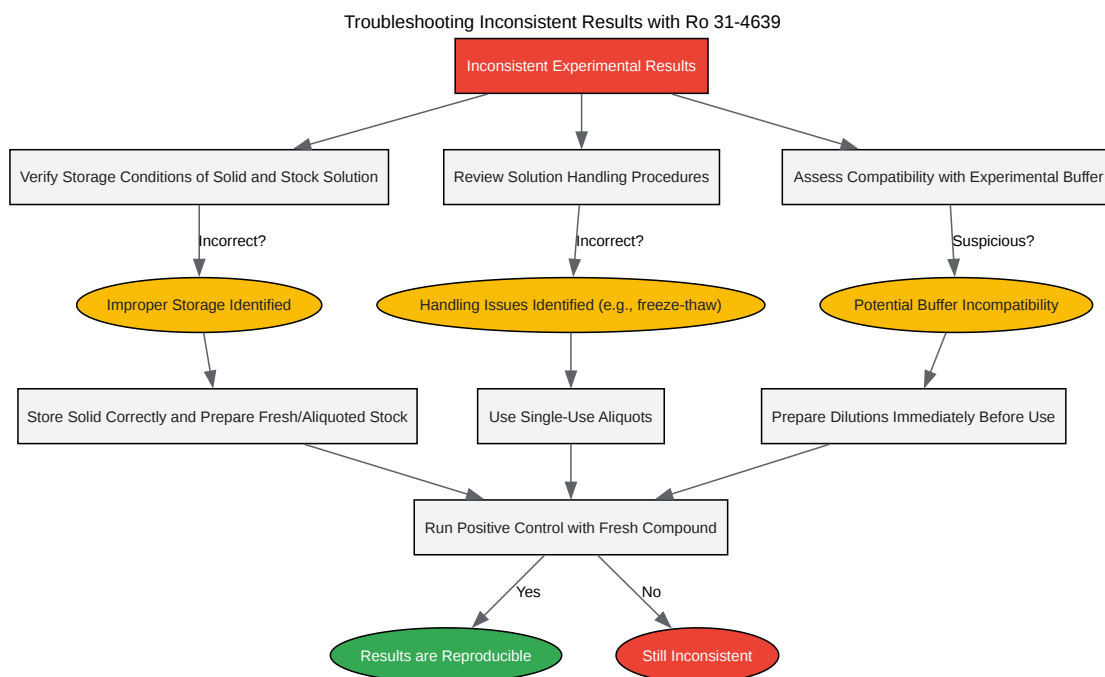 Troubleshooting Inconsistent Results with Ro 31-4639
Inconsistent Experimental Results
Verify Storage Conditions of Solid and Stock Solution
Review Solution Handling Procedures
Assess Compatibility with Experimental Buffer
Incorrect?
Incorrect?
Suspicious?
Improper Storage Identified
Handling Issues Identified (e.g., freeze-thaw)
Potential Buffer Incompatibility
Store Solid Correctly and Prepare Fresh/Aliquoted Stock
Use Single-Use Aliquots
Prepare Dilutions Immediately Before Use
Run Positive Control with Fresh Compound
Yes
No
Results are Reproducible
Still Inconsistent